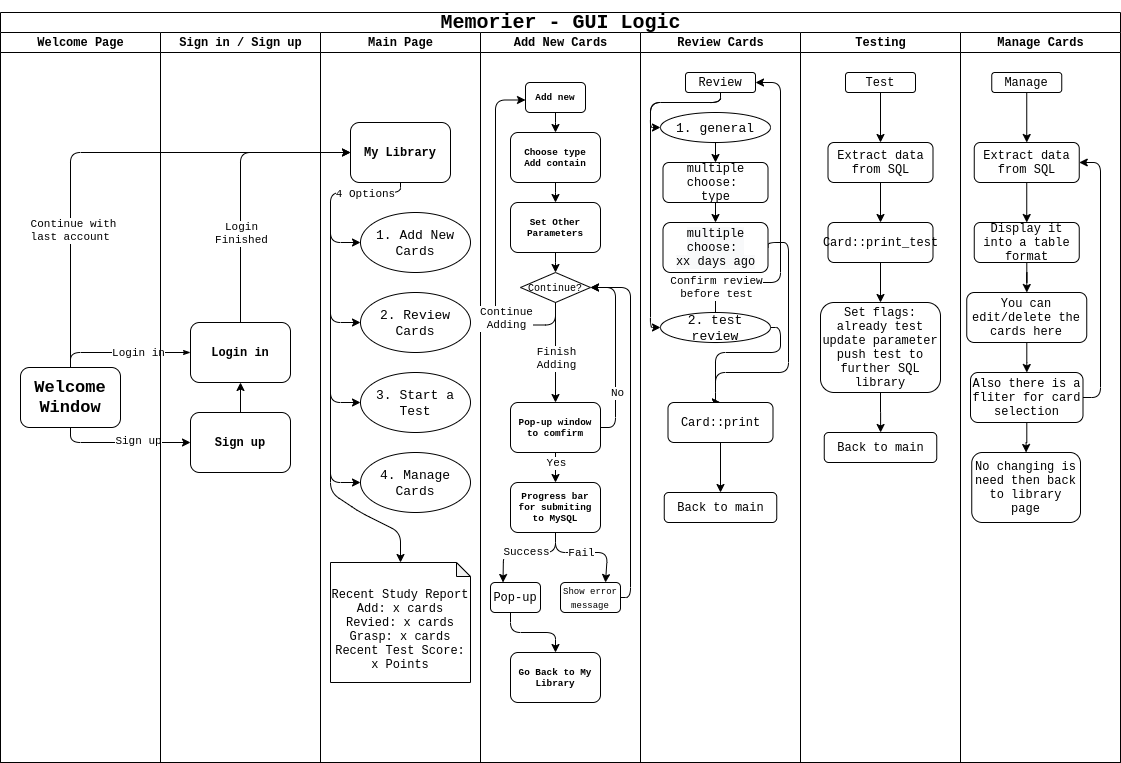 Memorier - GUI Logic
Welcome Page
Sign in / Sign up
Main Page
Add New Cards
Review Cards
Testing
Manage Cards
Continue with
last account
Login in
Welcome
Window
Sign up
Login
Finished
Login in
Sign up
My Library
4 Options
1. Add New
Cards
2. Review
Cards
3. Start a
Test
4. Manage
Cards
Recent Study Report
Add: x cards
Revied: x cards
Grasp: x cards
Recent Test Score:
x Points
Add new
Choose type
Add contain
Set Other
Parameters
Continue?
Continue
Adding
Finish
Adding
No
Pop-up window
to comfirm
Yes
Progress bar
for submiting
to MySQL
Success
Fail
Pop-up
Show error
message
Go Back to My
Library
Review
1. general
multiple
choose:
type
multiple
choose:
xx days ago
Confirm review
before test
2. test
review
Card::print
Back to main
Test
Extract data
from SQL
Card::print_test
Set flags:
already test
update parameter
push test to
further SQL
library
Back to main
Manage
Extract data
from SQL
Display it
into a table
format
You can
edit/delete the
cards here
Also there is a
fliter for card
selection
No changing is
need then back
to library
page